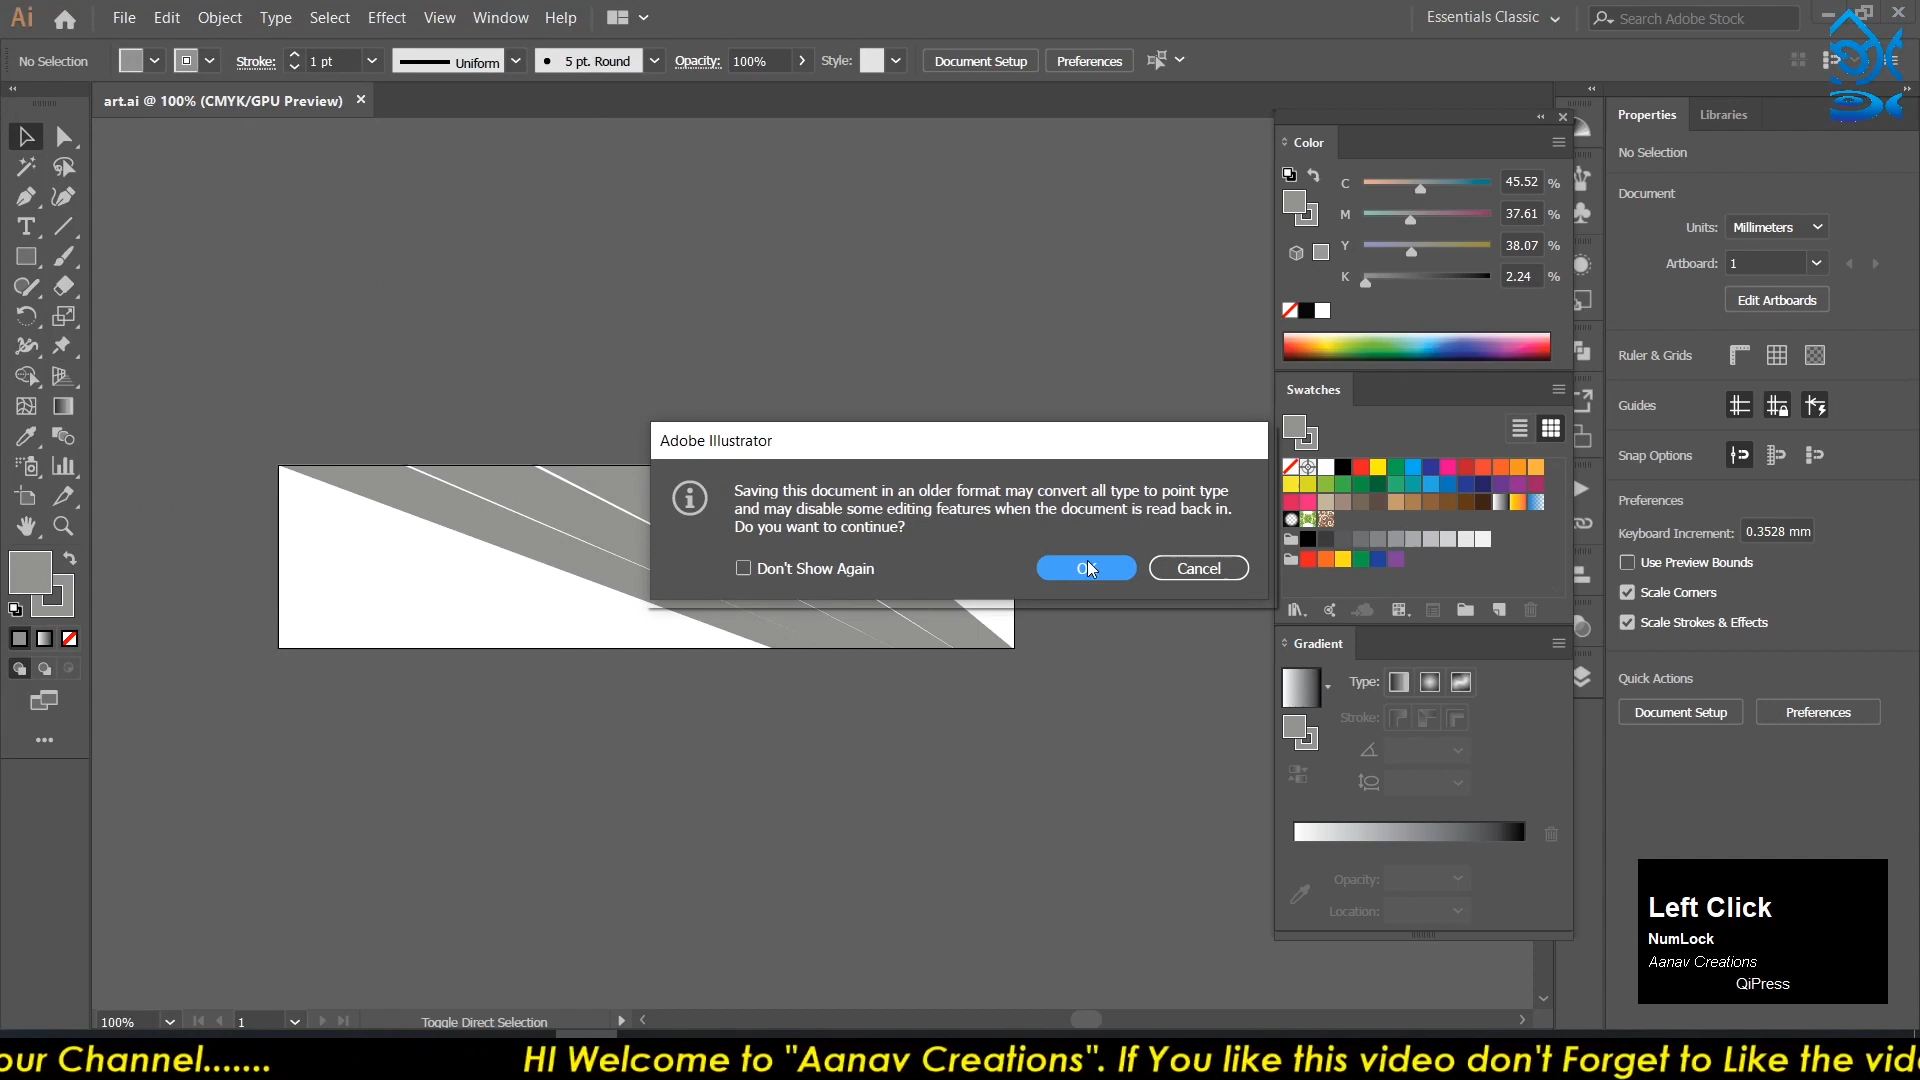 Ai File Edit Object Type Select Effect View Window Help Essentials Classic Search Adobe Stock
No Selection Stroke: 1 pt Uniform 5 pt. Round Opacity: 100% Style: Document Setup Preferences
art.ai @ 100% (CMYK/GPU Preview)
Color
C 45.52 %
M 37.61 %
Y 38.07 %
K 2.24 %
Swatches
Gradient
Type:
Stroke:
Opacity:
Location:
Properties Libraries
No Selection
Document
Units: Millimeters
Artboard: 1
Edit Artboards
Ruler & Grids
Guides
Snap Options
Preferences
Keyboard Increment: 0.3528 mm
Use Preview Bounds
Scale Corners
Scale Strokes & Effects
Quick Actions
Document Setup Preferences
Adobe Illustrator
Saving this document in an older format may convert all type to point type
and may disable some editing features when the document is read back in.
Do you want to continue?
Don't Show Again
Cancel
Left Click
NumLock
Aanav Creations
QiPress
100% 1 Toggle Direct Selection
our Channel....... HI Welcome to "Aanav Creations". If You like this video don't Forget to Like the vid